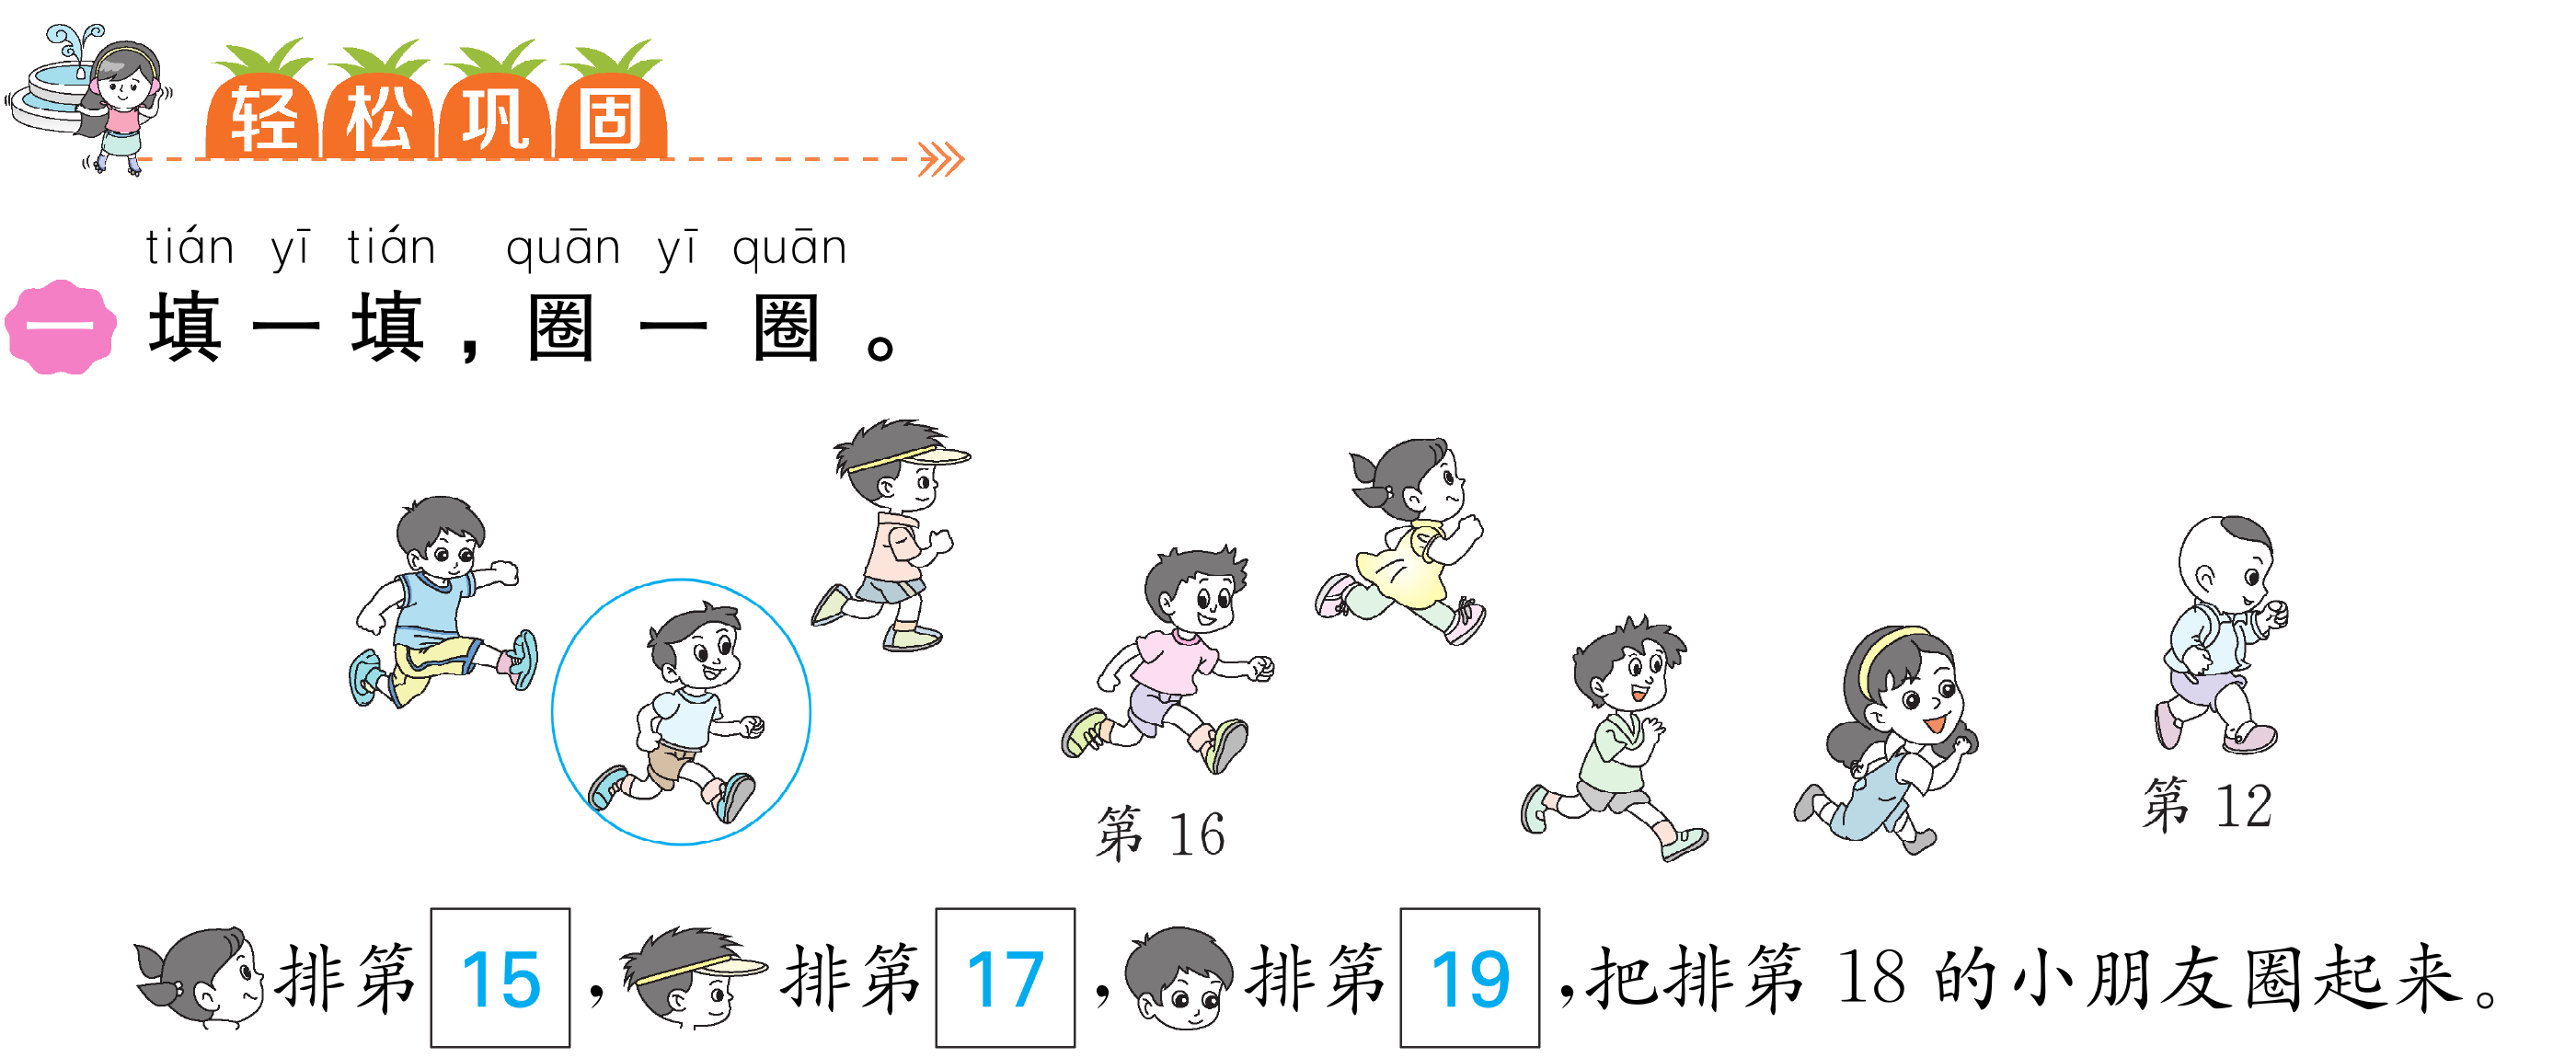 轻松巩固
tián yī tián quān yī quān
一 填一填，圈一圈。
第 16
第 12
排第 15，排第 17，排第 19，把排第 18 的小朋友圈起来。